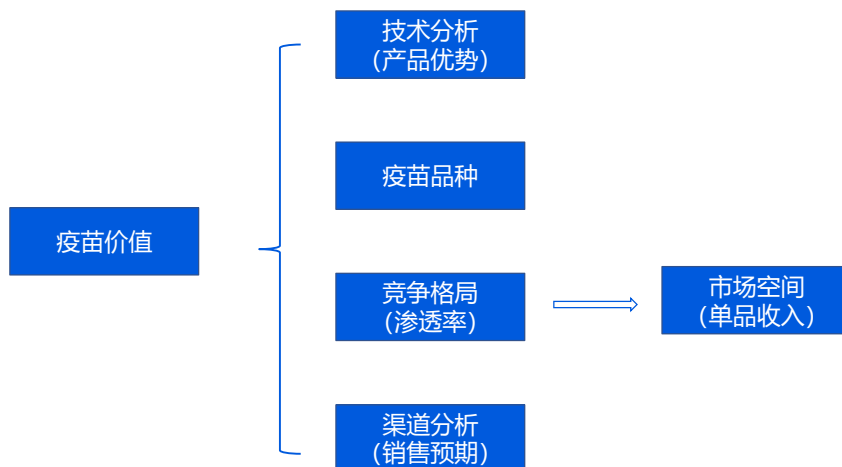 技术分析
（产品优势）
疫苗品种
疫苗价值
竞争格局
（渗透率）
市场空间
（单品收入）
渠道分析
（销售预期）